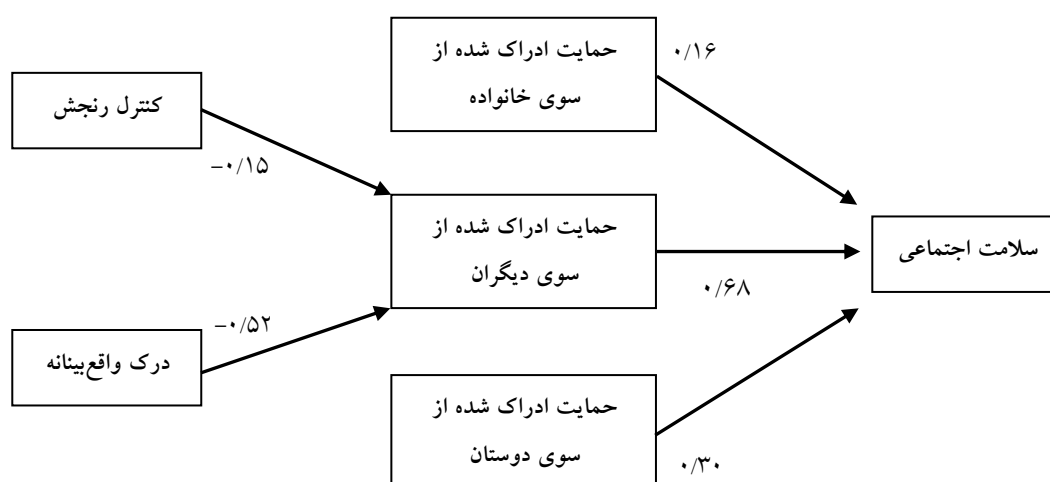 حمایت ادراک شده از
سوی خانواده
۰/۱۶
کنترل رنجش
-۰/۱۵
حمایت ادراک شده از
سوی دیگران
سلامت اجتماعی
۰/۶۸
-۰/۵۲
درک واقع‌بینانه
حمایت ادراک شده از
سوی دوستان
۰/۳۰